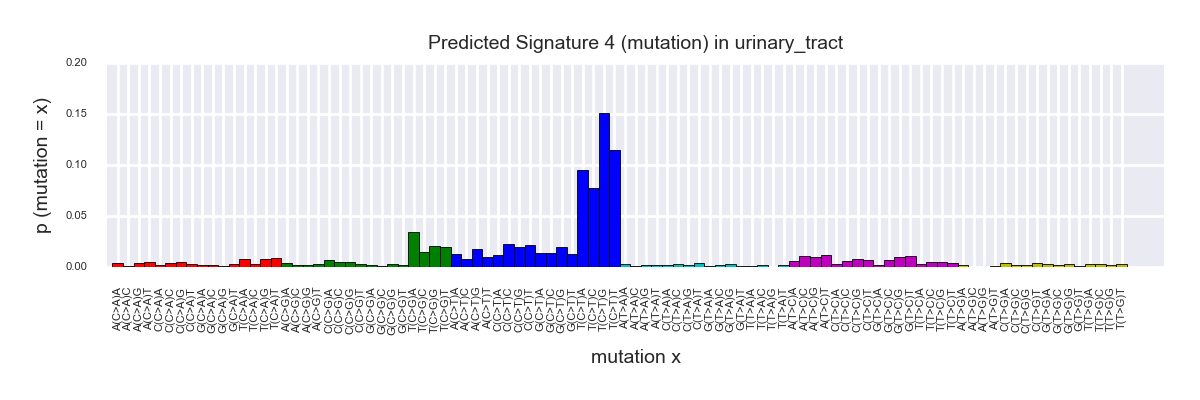 Predicted Signature 4 (mutation) in urinary_tract
0.20
0.15
0.10
0.05
0.00
p (mutation = x)
A(C>A)A
A(C>A)C
A(C>A)G
A(C>A)T
C(C>A)A
C(C>A)C
C(C>A)G
C(C>A)T
G(C>A)A
G(C>A)C
G(C>A)G
G(C>A)T
T(C>A)A
T(C>A)C
T(C>A)G
T(C>A)T
A(C>G)A
A(C>G)C
A(C>G)G
A(C>G)T
C(C>G)A
C(C>G)C
C(C>G)G
C(C>G)T
G(C>G)A
G(C>G)C
G(C>G)G
G(C>G)T
T(C>G)A
T(C>G)C
T(C>G)G
T(C>G)T
A(C>T)A
A(C>T)C
A(C>T)G
A(C>T)T
C(C>T)A
C(C>T)C
C(C>T)G
C(C>T)T
G(C>T)A
G(C>T)C
G(C>T)G
G(C>T)T
T(C>T)A
T(C>T)C
T(C>T)G
T(C>T)T
A(T>A)A
A(T>A)C
A(T>A)G
A(T>A)T
C(T>A)A
C(T>A)C
C(T>A)G
C(T>A)T
G(T>A)A
G(T>A)C
G(T>A)G
G(T>A)T
T(T>A)A
T(T>A)C
T(T>A)G
T(T>A)T
A(T>C)A
A(T>C)C
A(T>C)G
A(T>C)T
C(T>C)A
C(T>C)C
C(T>C)G
C(T>C)T
G(T>C)A
G(T>C)C
G(T>C)G
G(T>C)T
T(T>C)A
T(T>C)C
T(T>C)G
T(T>C)T
A(T>G)A
A(T>G)C
A(T>G)G
A(T>G)T
C(T>G)A
C(T>G)C
C(T>G)G
C(T>G)T
G(T>G)A
G(T>G)C
G(T>G)G
G(T>G)T
T(T>G)A
T(T>G)C
T(T>G)G
T(T>G)T
mutation x